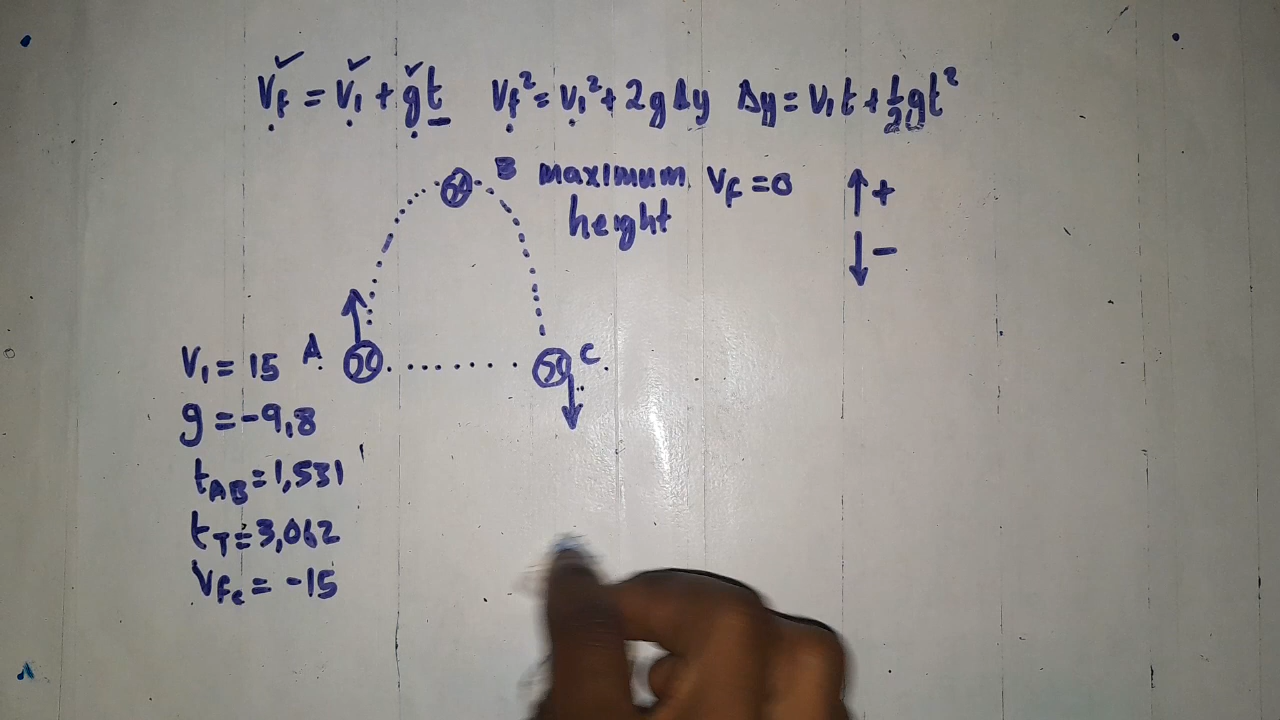 Vf = V1 + gt Vf² = V1² + 2gΔy Δy = V1t + 1/2gt²
B maximum height Vf = 0
+
-
A
C
V1 = 15
g = -9,8
tAB = 1,531
tT = 3,062
Vfc = -15